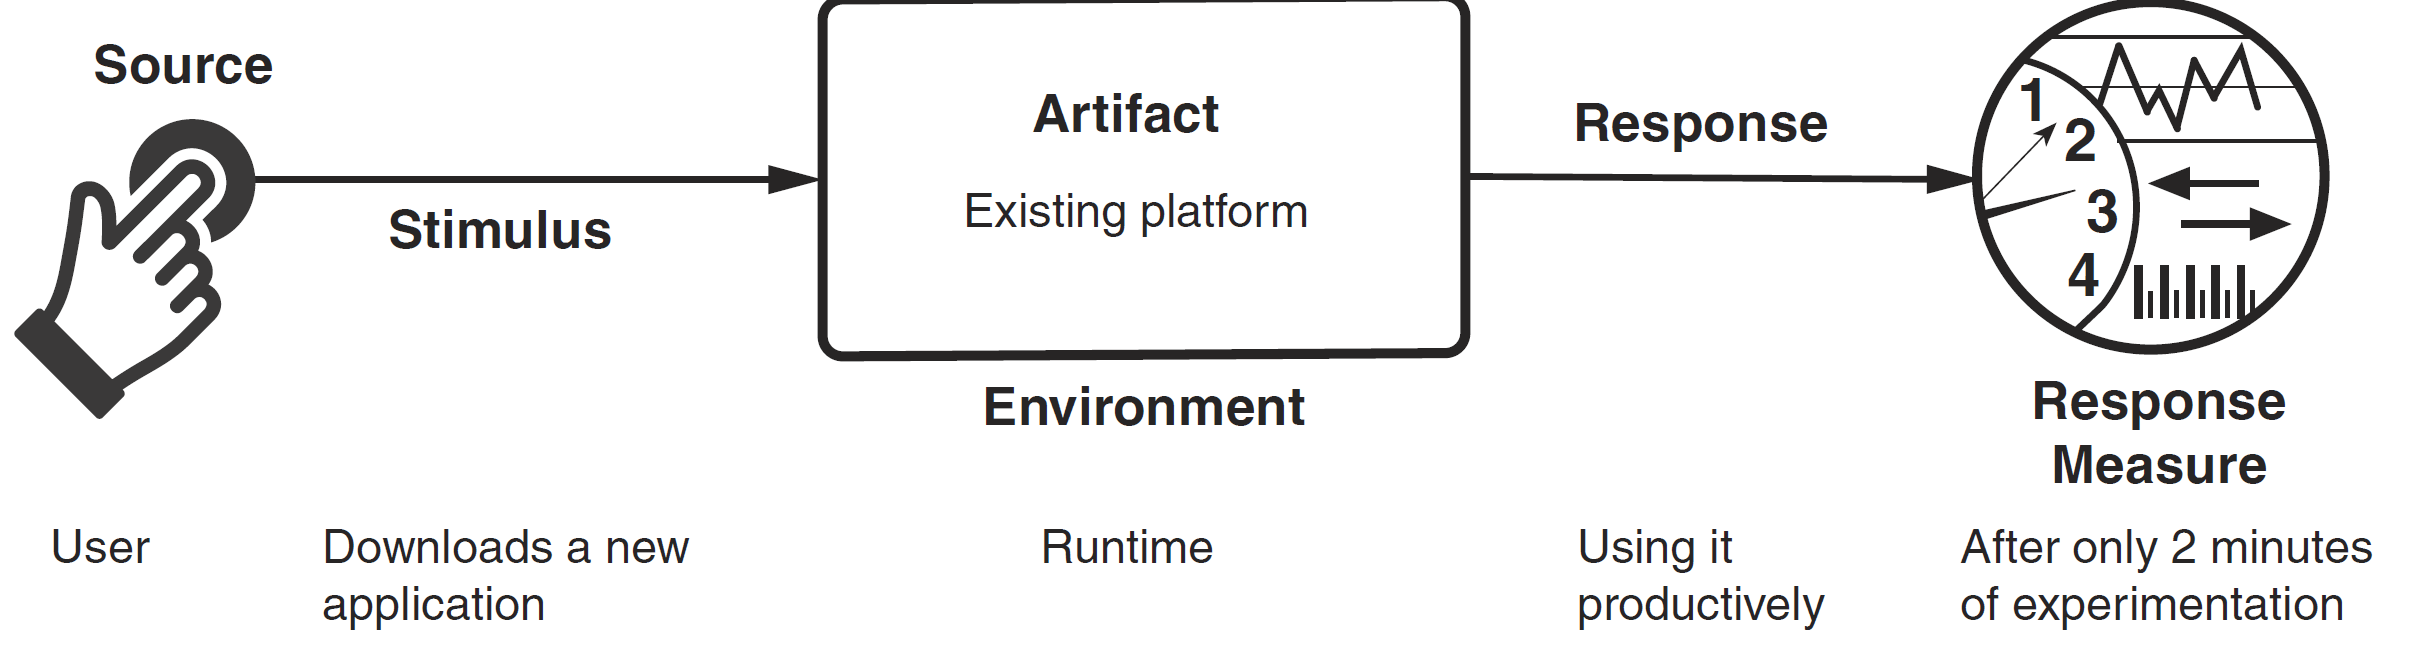 Source
Stimulus
Artifact
Existing platform
Environment
Response
1
2
3
4
Response
Measure
User
Downloads a new
application
Runtime
Using it
productively
After only 2 minutes
of experimentation